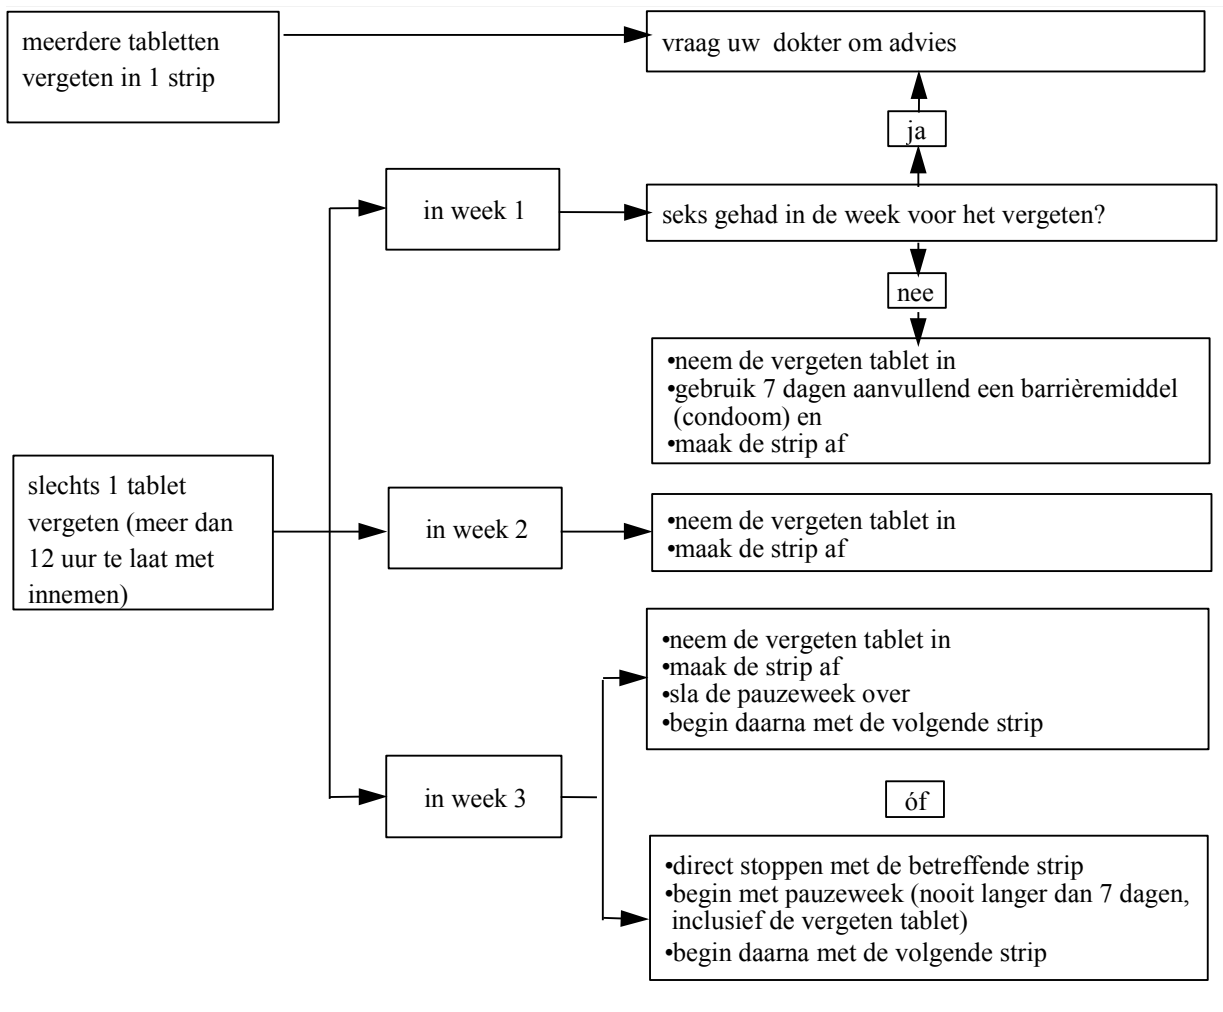 meerdere tabletten
vergeten in 1 strip
vraag uw dokter om advies
ja
in week 1
seks gehad in de week voor het vergeten?
nee
•neem de vergeten tablet in
•gebruik 7 dagen aanvullend een barrièremiddel
(condoom) en
•maak de strip af
slechts 1 tablet
vergeten (meer dan
12 uur te laat met
innemen)
in week 2
•neem de vergeten tablet in
•maak de strip af
in week 3
•neem de vergeten tablet in
•maak de strip af
•sla de pauzeweek over
•begin daarna met de volgende strip
óf
•direct stoppen met de betreffende strip
•begin met pauzeweek (nooit langer dan 7 dagen,
inclusief de vergeten tablet)
•begin daarna met de volgende strip